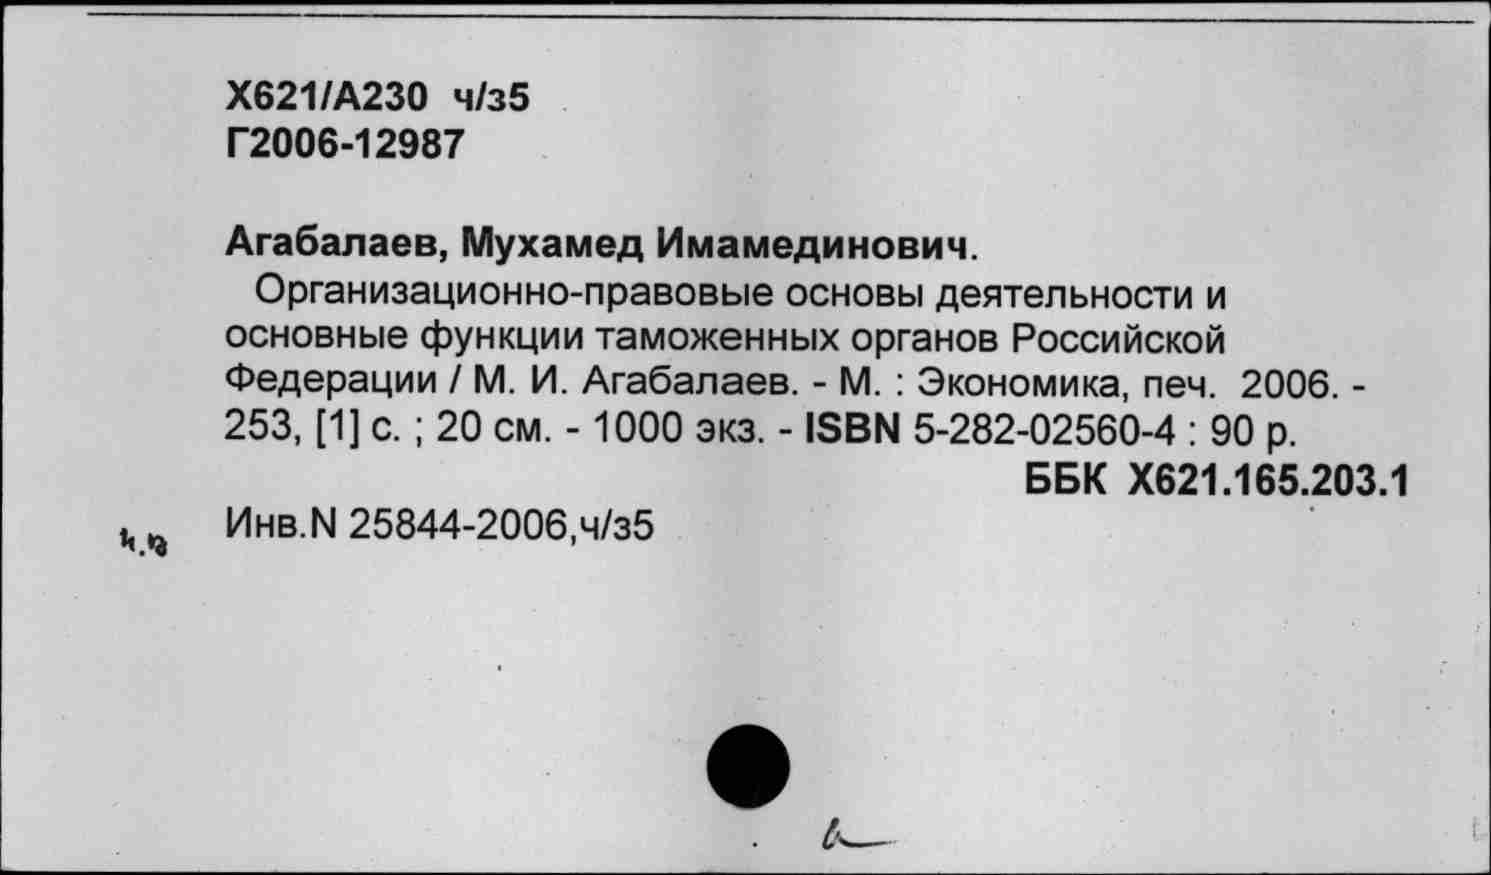 Х621/А230 ч/з5
Г2006-12987
Агабалаев, Мухамед Имамединович.
Организационно-правовые основы деятельности и
основные функции таможенных органов Российской
Федерации / М. И. Агабалаев. - М. : Экономика, печ. 2006. -
253, [1] с. ; 20 см. - 1000 экз. - ISBN 5-282-02560-4 : 90 р.
ББК Х621.165.203.1
Инв.N 25844-2006,ч/з5